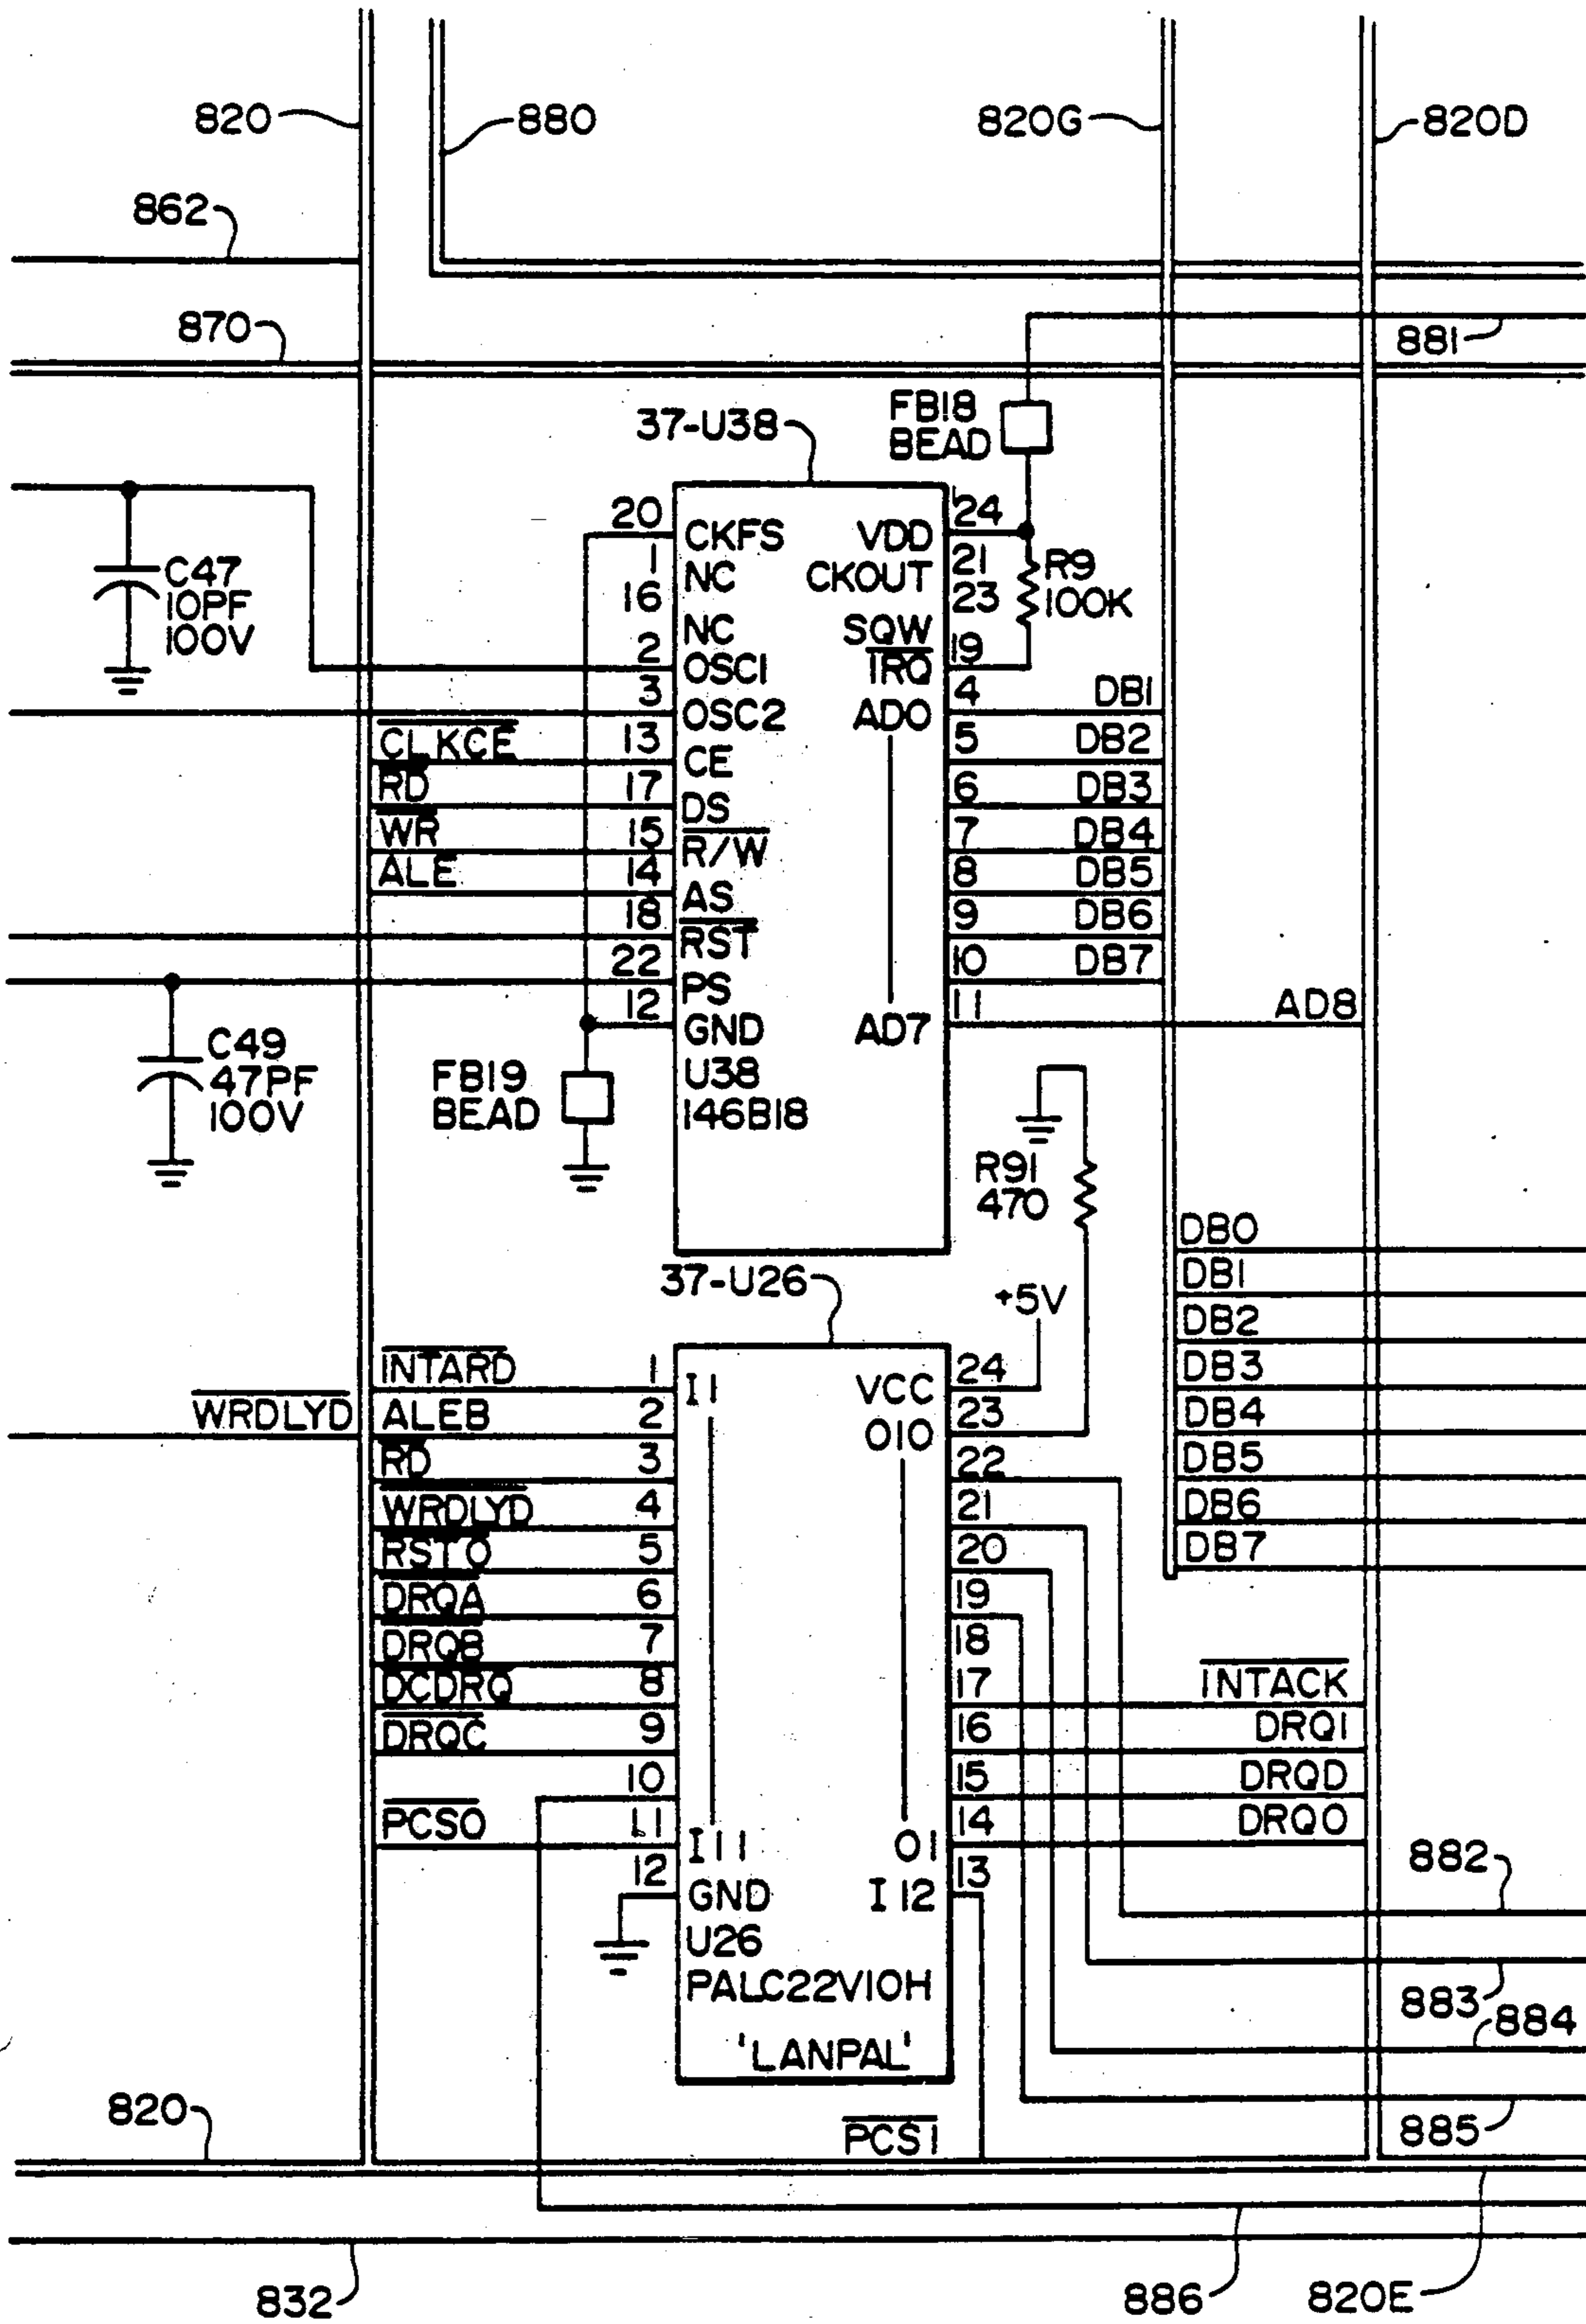 820
880
820G
820D
862
870
881
FB18
BEAD
37-U38
20
CKFS
1
NC
16
NC
2
OSC1
3
OSC2
CLKCE
13
CE
RD
17
DS
WR
15
R/W
ALE
14
AS
18
RST
22
PS
12
GND
U38
146B18
24
VDD
21
CKOUT
23
SQW
19
IRQ
4
AD0
5
6
7
8
9
10
11
AD7
R9
100K
DB1
DB2
DB3
DB4
DB5
DB6
DB7
AD8
C47
10PF
100V
C49
47PF
100V
FB19
BEAD
R91
470
+5V
DB0
DB1
DB2
DB3
DB4
DB5
DB6
DB7
37-U26
WRDLYD
INTARD
1
I1
ALEB
2
RD
3
WRDLYD
4
RSTO
5
DRQA
6
DRQB
7
DCDRQ
8
DRQC
9
10
PCS0
11
I11
12
GND
U26
PALC22V10H
'LANPAL'
24
VCC
23
O10
22
21
20
19
18
17
INTACK
16
DRQ1
15
DRQD
14
DRQ0
O1
13
I12
PCS1
882
883
884
885
820
832
886
820E